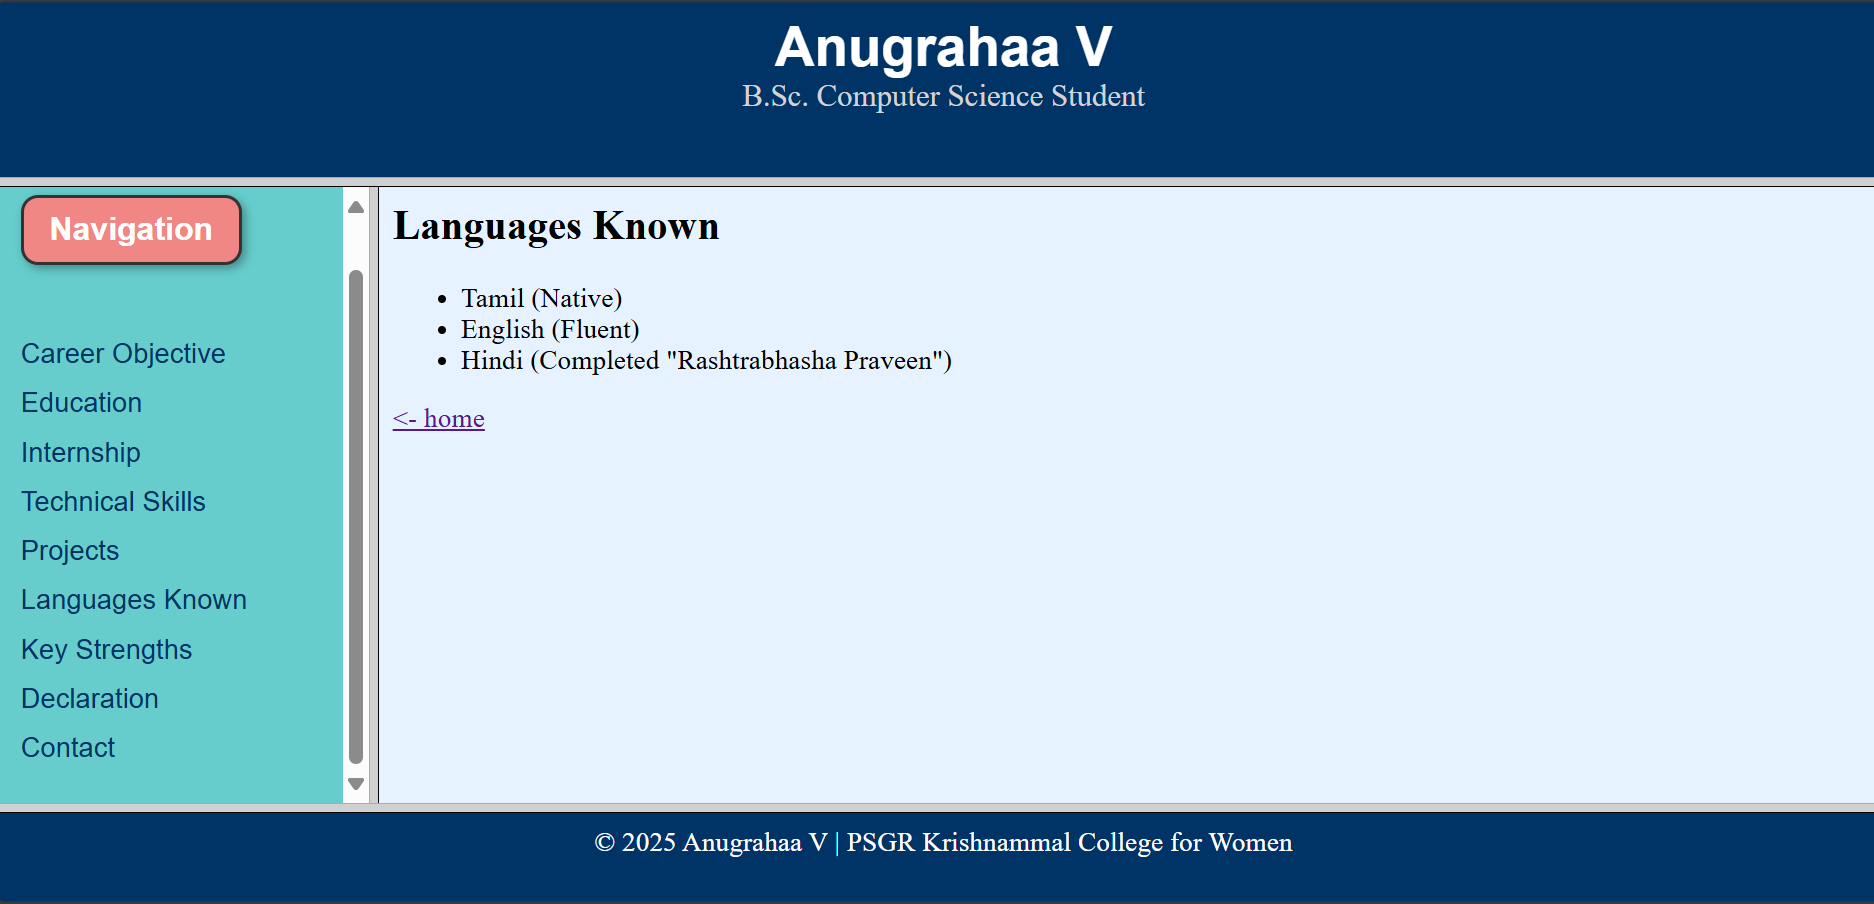 Anugrahaa V
B.Sc. Computer Science Student
Navigation
Career Objective
Education
Internship
Technical Skills
Projects
Languages Known
Key Strengths
Declaration
Contact
Languages Known
Tamil (Native)
English (Fluent)
Hindi (Completed "Rashtrabhasha Praveen")
<- home
© 2025 Anugrahaa V | PSGR Krishnammal College for Women